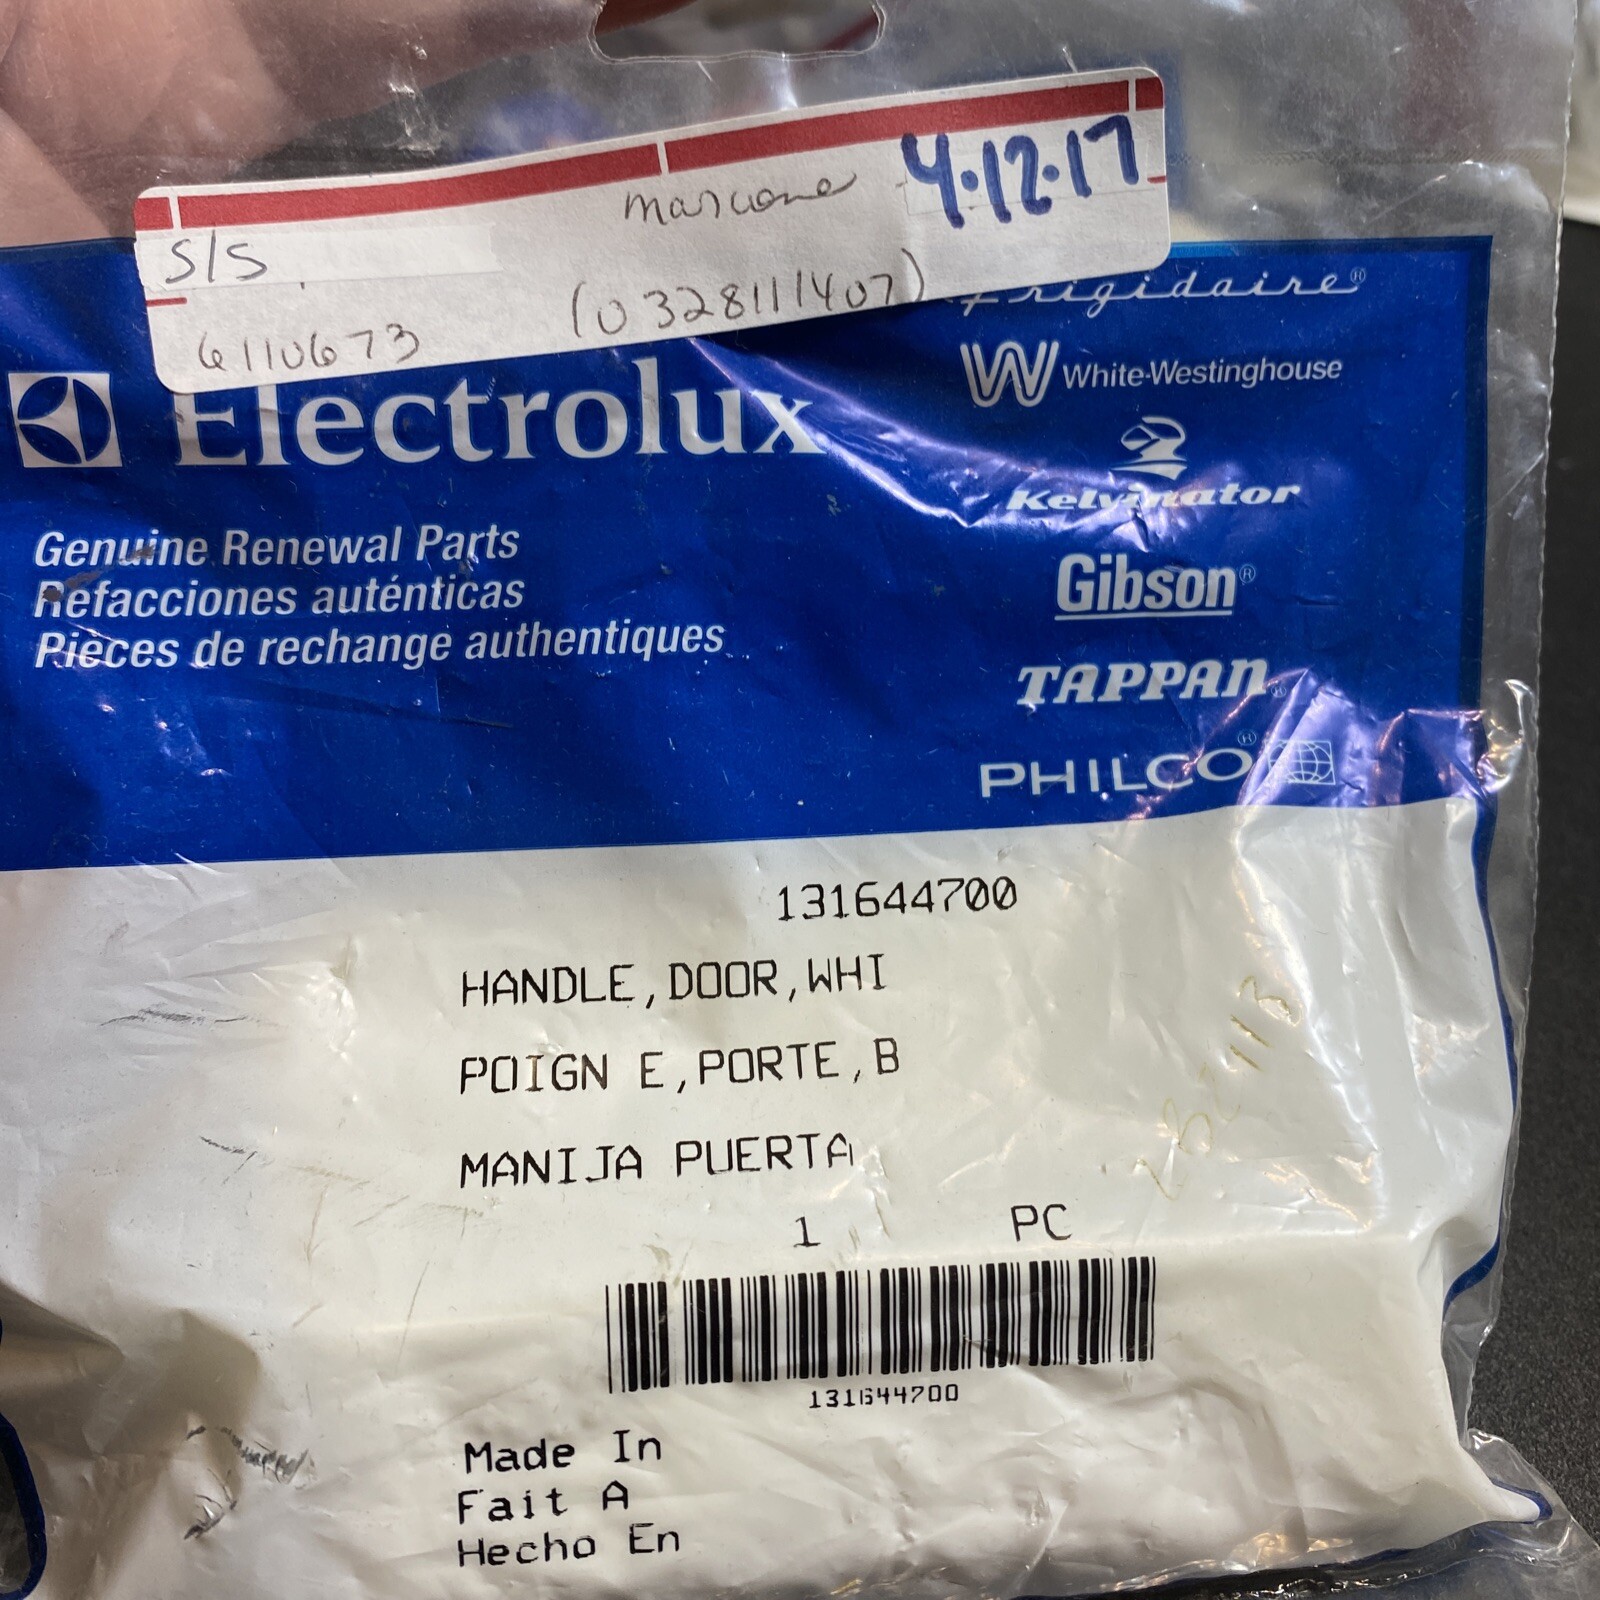 marcone 4.12.17
S/S
6110673 (0328111407)
Frigidaire®
White-Westinghouse
Electrolux
Kelvinator
Genuine Renewal Parts
Refacciones auténticas
Pièces de rechange authentiques
Gibson®
TAPPAN®
PHILCO®
131644700
HANDLE,DOOR,WHI
POIGN E,PORTE,B
MANIJA PUERTA
1 PC
131644700
Made In
Fait A
Hecho En